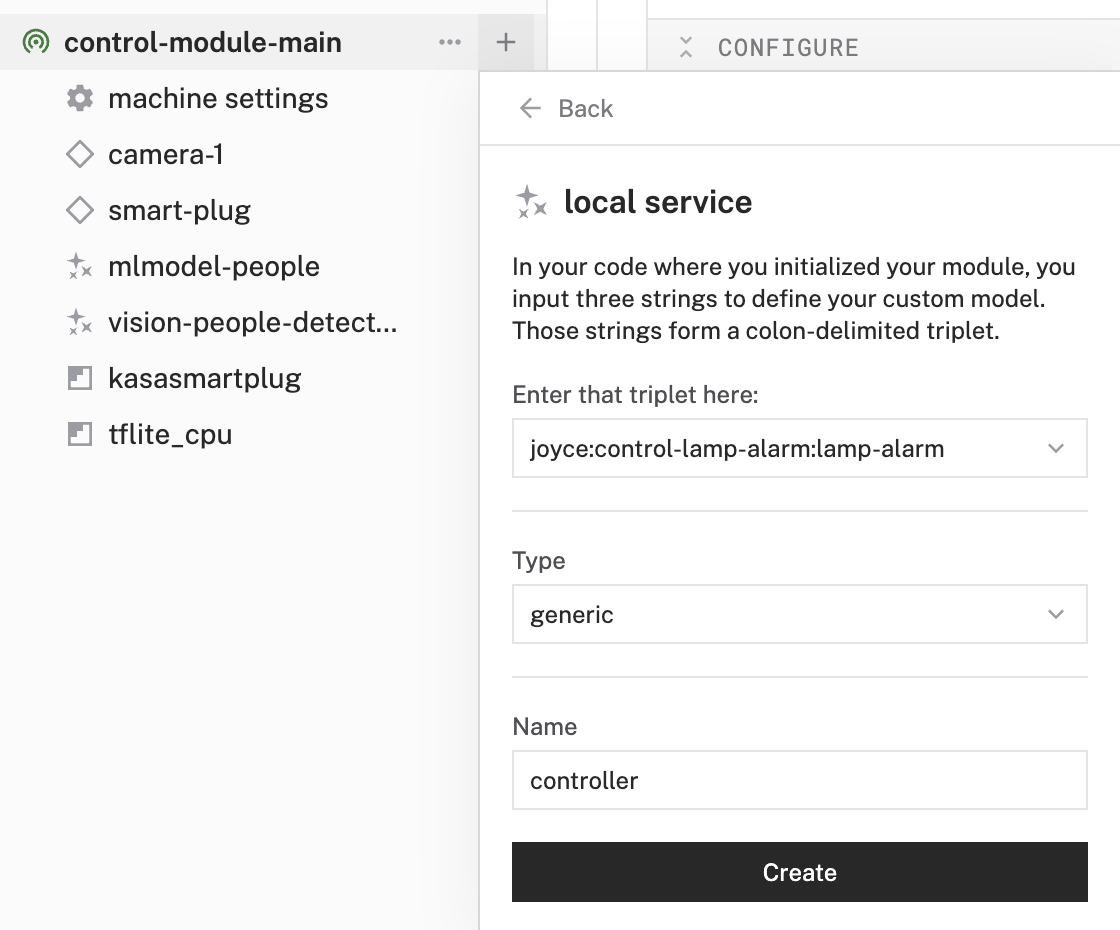 control-module-main
CONFIGURE
machine settings
camera-1
smart-plug
mlmodel-people
vision-people-detect...
kasasmartplug
tflite_cpu
Back
local service
In your code where you initialized your module, you
input three strings to define your custom model.
Those strings form a colon-delimited triplet.
Enter that triplet here:
joyce:control-lamp-alarm:lamp-alarm
Type
generic
Name
controller
Create